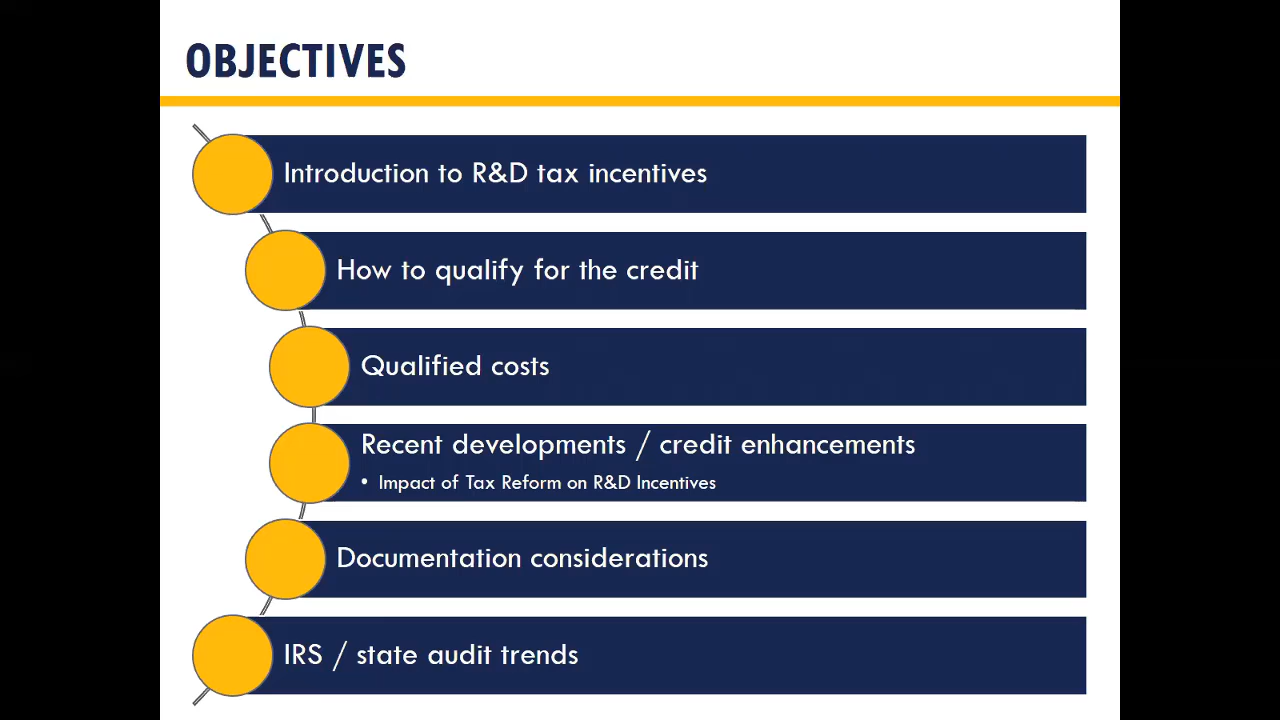 OBJECTIVES
Introduction to R&D tax incentives
How to qualify for the credit
Qualified costs
Recent developments / credit enhancements
• Impact of Tax Reform on R&D Incentives
Documentation considerations
IRS / state audit trends